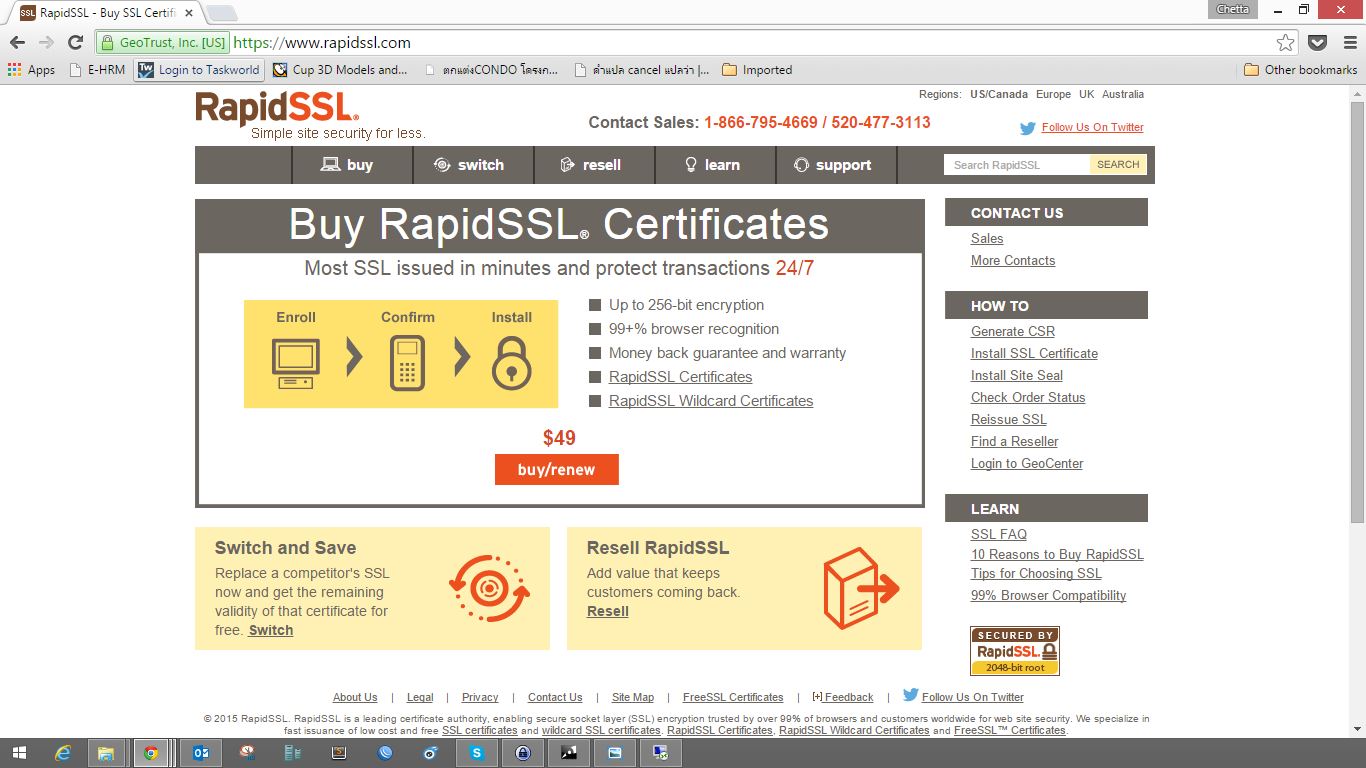 SSL RapidSSL - Buy SSL Certifi
Chetta
GeoTrust, Inc. [US] https://www.rapidssl.com
Apps E-HRM Tw Login to Taskworld Cup 3D Models and... ตกแต่งCONDO โครงก... คำแปล cancel แปลว่า |... Imported Other bookmarks
Regions: US/Canada Europe UK Australia
RapidSSL.
Simple site security for less.
Contact Sales: 1-866-795-4669 / 520-477-3113
Follow Us On Twitter
buy switch resell learn support
Search RapidSSL SEARCH
Buy RapidSSL® Certificates
Most SSL issued in minutes and protect transactions 24/7
Enroll Confirm Install
Up to 256-bit encryption
99+% browser recognition
Money back guarantee and warranty
RapidSSL Certificates
RapidSSL Wildcard Certificates
$49
buy/renew
Switch and Save
Replace a competitor's SSL
now and get the remaining
validity of that certificate for
free. Switch
Resell RapidSSL
Add value that keeps
customers coming back.
Resell
CONTACT US
Sales
More Contacts
HOW TO
Generate CSR
Install SSL Certificate
Install Site Seal
Check Order Status
Reissue SSL
Find a Reseller
Login to GeoCenter
LEARN
SSL FAQ
10 Reasons to Buy RapidSSL
Tips for Choosing SSL
99% Browser Compatibility
SECURED BY
RapidSSL.
2048-bit root
About Us | Legal | Privacy | Contact Us | Site Map | FreeSSL Certificates | [+] Feedback | Follow Us On Twitter
© 2015 RapidSSL. RapidSSL is a leading certificate authority, enabling secure socket layer (SSL) encryption trusted by over 99% of browsers and customers worldwide for web site security. We specialize in
fast issuance of low cost and free SSL certificates and wildcard SSL certificates. RapidSSL Certificates, RapidSSL Wildcard Certificates and FreeSSL™ Certificates.